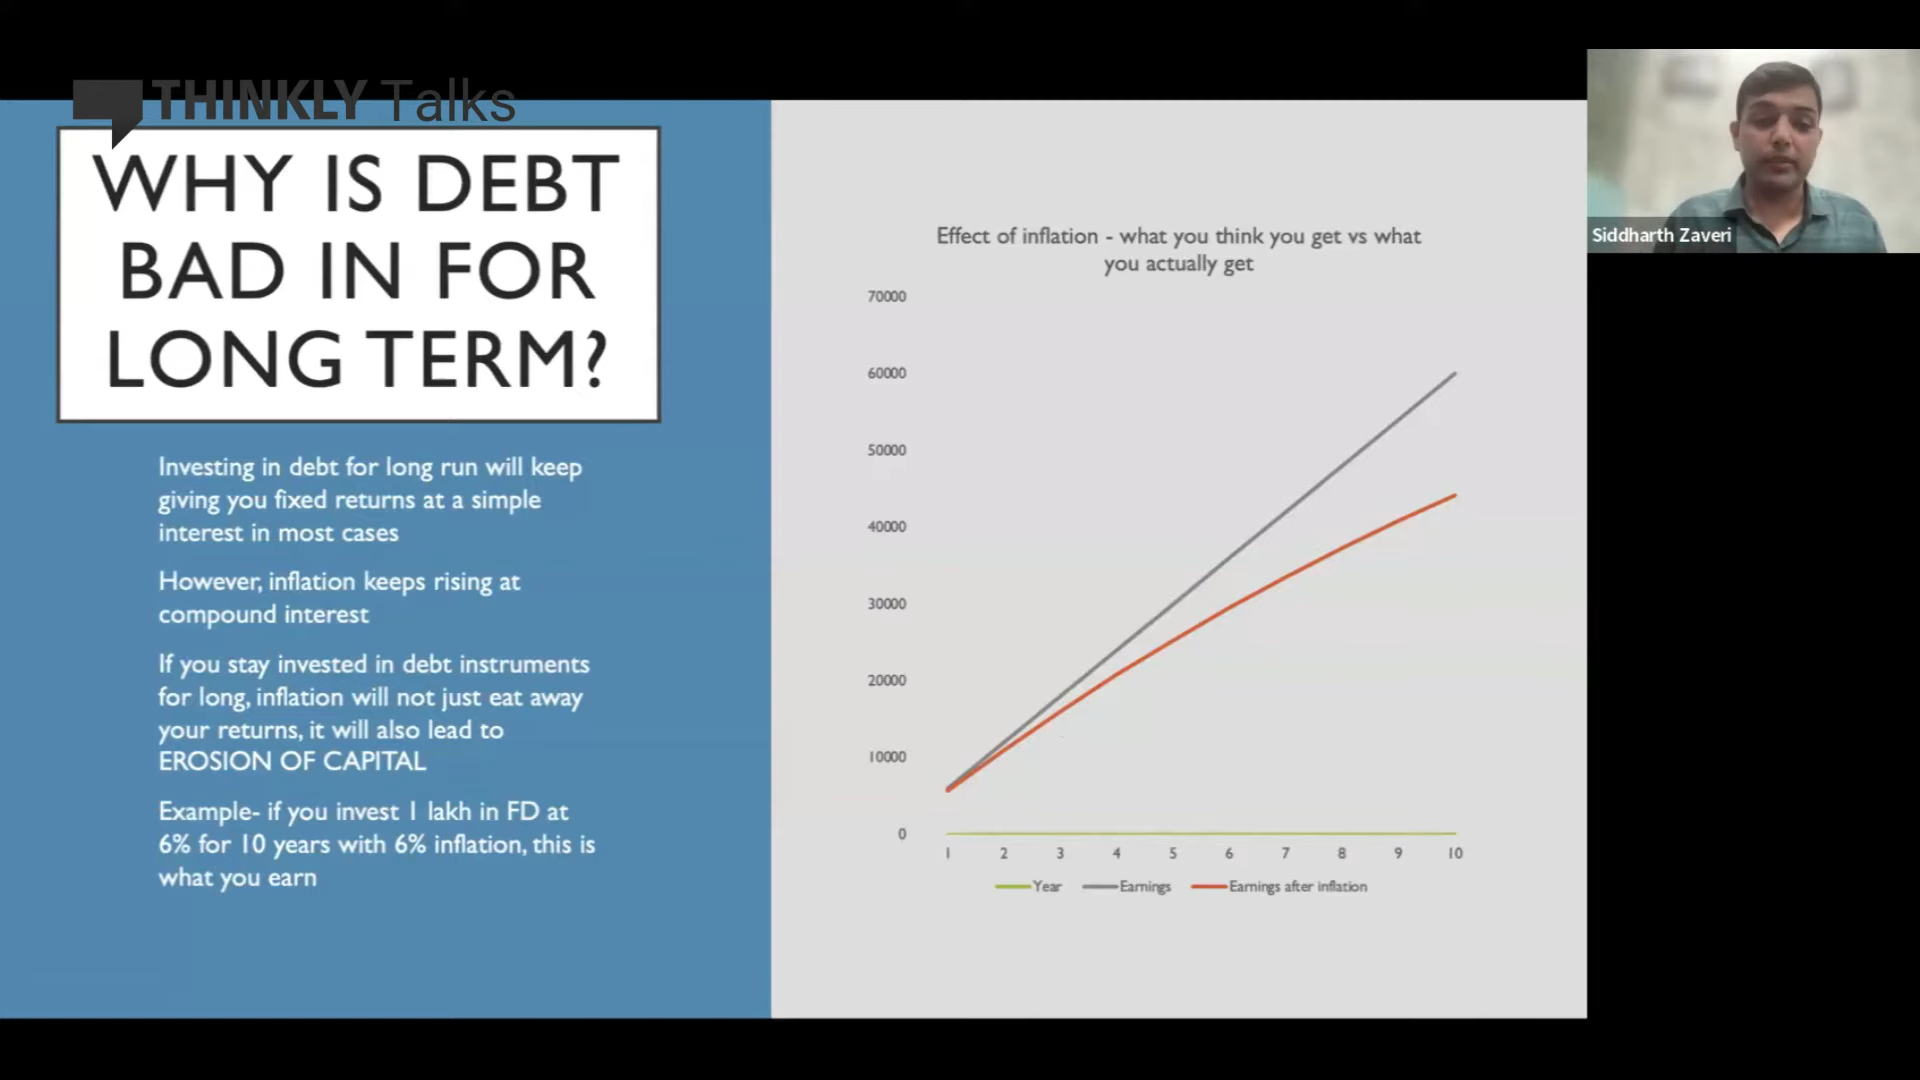 THINKLY Talks
WHY IS DEBT
BAD IN FOR
LONG TERM?
Investing in debt for long run will keep
giving you fixed returns at a simple
interest in most cases
However, inflation keeps rising at
compound interest
If you stay invested in debt instruments
for long, inflation will not just eat away
your returns, it will also lead to
EROSION OF CAPITAL
Example- if you invest 1 lakh in FD at
6% for 10 years with 6% inflation, this is
what you earn
Effect of inflation - what you think you get vs what
you actually get
70000
60000
50000
40000
30000
20000
10000
0
1 2 3 4 5 6 7 8 9 10
Year Earnings Earnings after inflation
Siddharth Zaveri